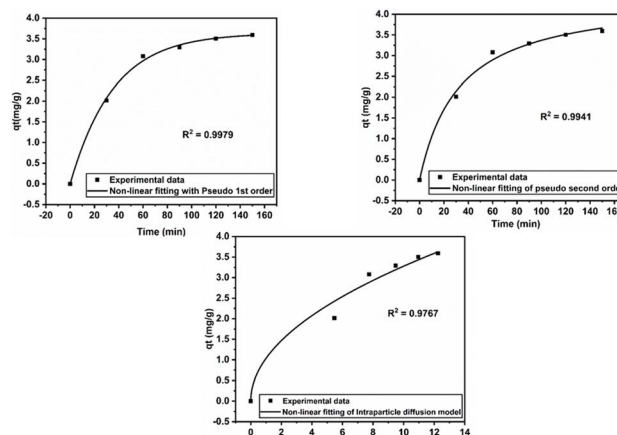 4.0
3.5
3.0
2.5
2.0
1.5
1.0
0.5
0.0
-0.5
qt(mg/g)
R² = 0.9979
Experimental data
Non-linear fitting with Pseudo 1st order
-20 0 20 40 60 80 100 120 140 160
Time (min)
4.0
3.5
3.0
2.5
2.0
1.5
1.0
0.5
0.0
-0.5
qt (mg/g)
R² = 0.9941
Experimental data
Non-linear fitting of pseudo second order
-20 0 20 40 60 80 100 120 140
Time (min)
4.0
3.5
3.0
2.5
2.0
1.5
1.0
0.5
0.0
-0.5
qt (mg/g)
R² = 0.9767
Experimental data
Non-linear fitting of Intraparticle diffusion model
0 2 4 6 8 10 12 14